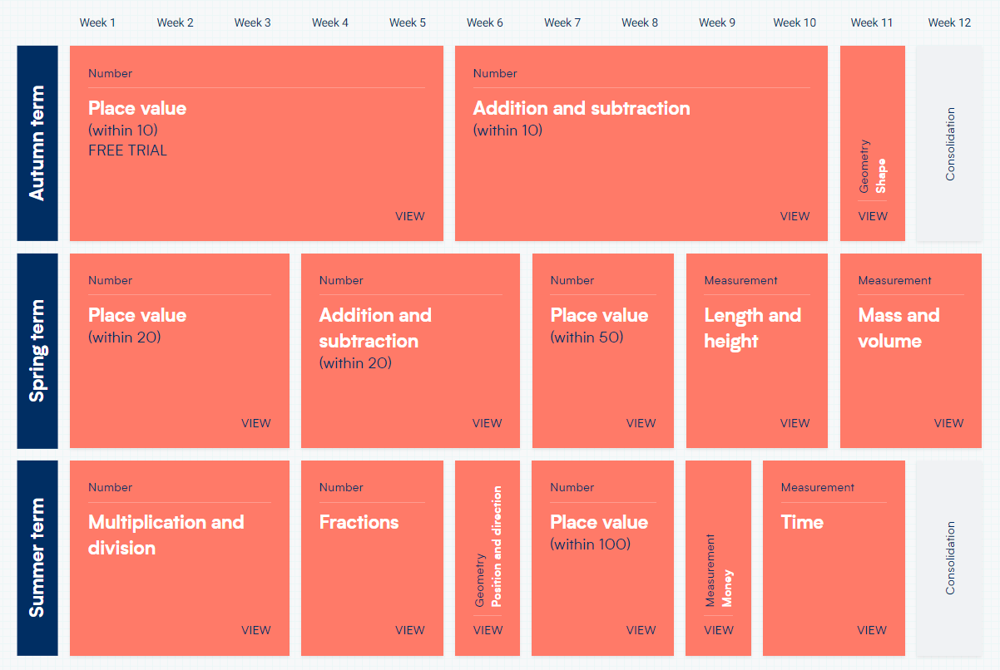 Week 1 Week 2 Week 3 Week 4 Week 5 Week 6 Week 7 Week 8 Week 9 Week 10 Week 11 Week 12
Autumn term
Number
Place value
(within 10)
FREE TRIAL
VIEW
Number
Addition and subtraction
(within 10)
VIEW
Geometry
Shape
VIEW
Consolidation
Spring term
Number
Place value
(within 20)
VIEW
Number
Addition and
subtraction
(within 20)
VIEW
Number
Place value
(within 50)
VIEW
Measurement
Length and
height
VIEW
Measurement
Mass and
volume
VIEW
Summer term
Number
Multiplication and
division
VIEW
Number
Fractions
VIEW
Geometry
Position and direction
VIEW
Number
Place value
(within 100)
VIEW
Measurement
Money
VIEW
Measurement
Time
VIEW
Consolidation